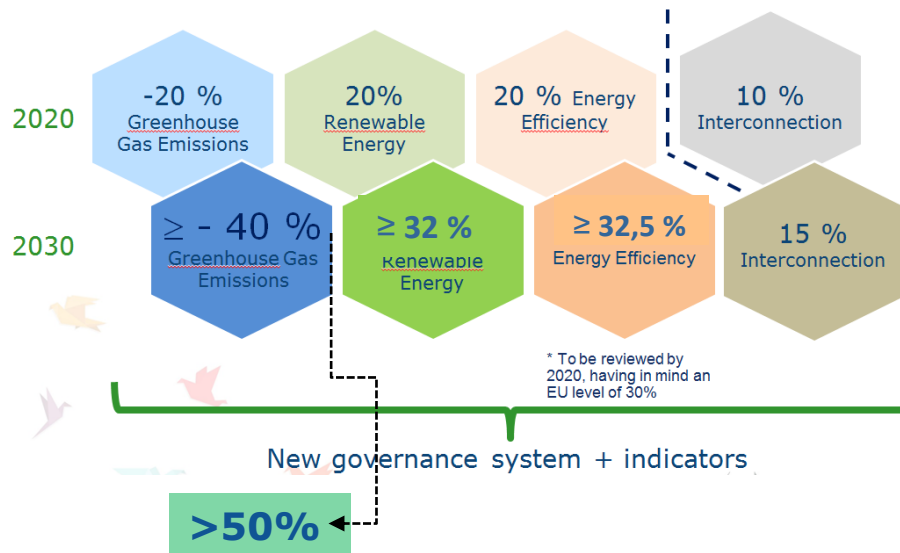 2020
-20 %
Greenhouse
Gas Emissions
20%
Renewable
Energy
20 % Energy
Efficiency
10 %
Interconnection
2030
≥ - 40 %
Greenhouse Gas
Emissions
≥ 32 %
Renewable
Energy
≥ 32,5 %
Energy Efficiency
15 %
Interconnection
* To be reviewed by
2020, having in mind an
EU level of 30%
New governance system + indicators
>50%